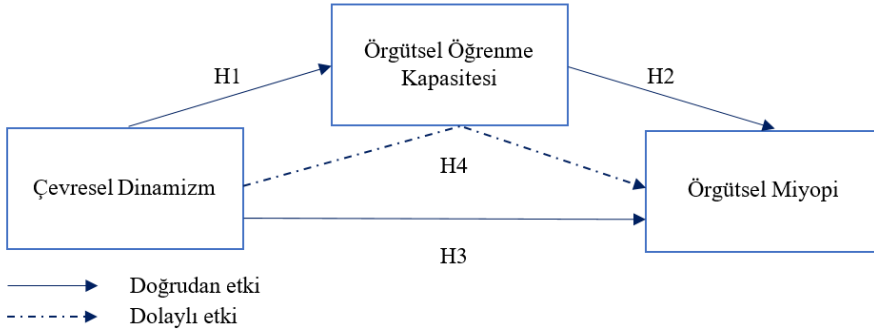 Örgütsel Öğrenme
Kapasitesi
H1
H2
Çevresel Dinamizm
H4
Örgütsel Miyopi
H3
Doğrudan etki
Dolaylı etki